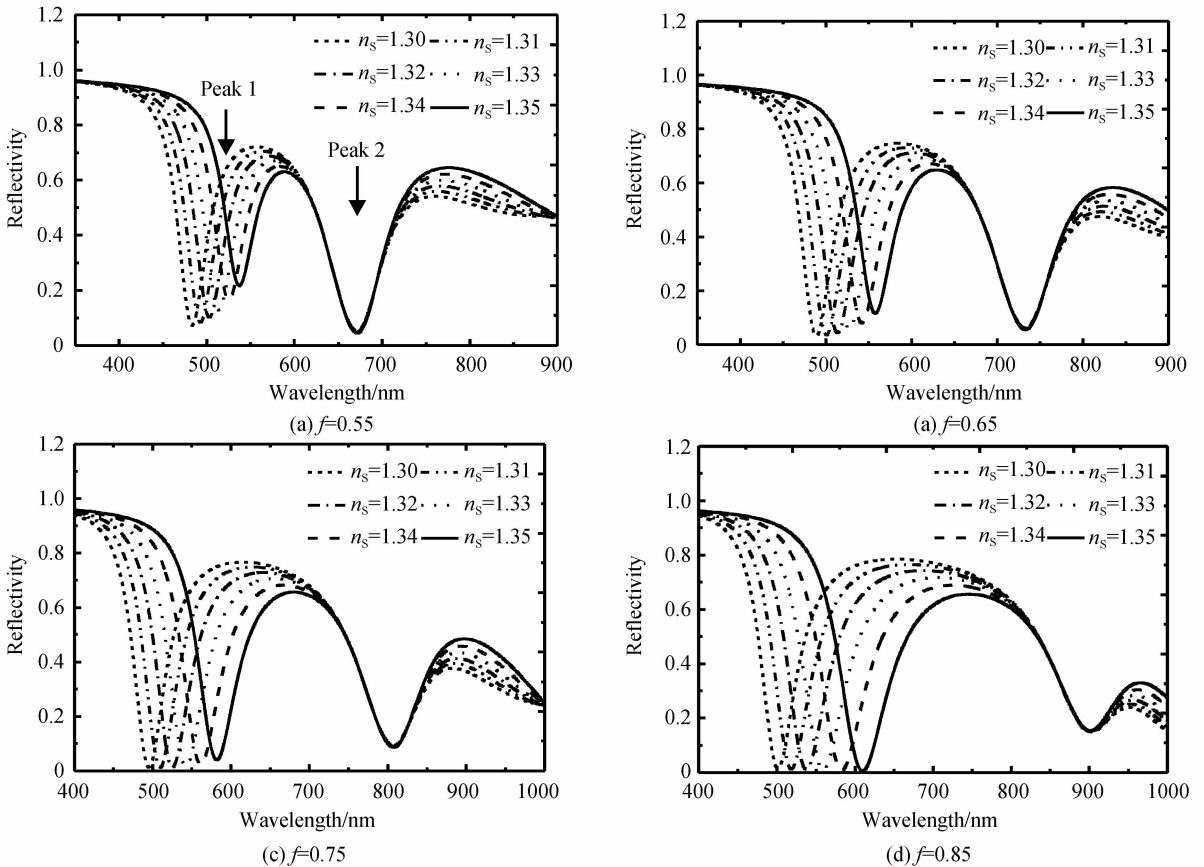 1.2
1.0
0.8
0.6
0.4
0.2
0
Reflectivity
nS=1.30 nS=1.31
nS=1.32 nS=1.33
nS=1.34 nS=1.35
Peak 1
Peak 2
400 500 600 700 800 900
Wavelength/nm
(a) f=0.55
1.2
1.0
0.8
0.6
0.4
0.2
0
Reflectivity
nS=1.30 nS=1.31
nS=1.32 nS=1.33
nS=1.34 nS=1.35
400 500 600 700 800 900
Wavelength/nm
(a) f=0.65
1.2
1.0
0.8
0.6
0.4
0.2
0
Reflectivity
nS=1.30 nS=1.31
nS=1.32 nS=1.33
nS=1.34 nS=1.35
400 500 600 700 800 900 1000
Wavelength/nm
(c) f=0.75
1.2
1.0
0.8
0.6
0.4
0.2
0
Reflectivity
nS=1.30 nS=1.31
nS=1.32 nS=1.33
nS=1.34 nS=1.35
400 500 600 700 800 900 1000
Wavelength/nm
(d) f=0.85